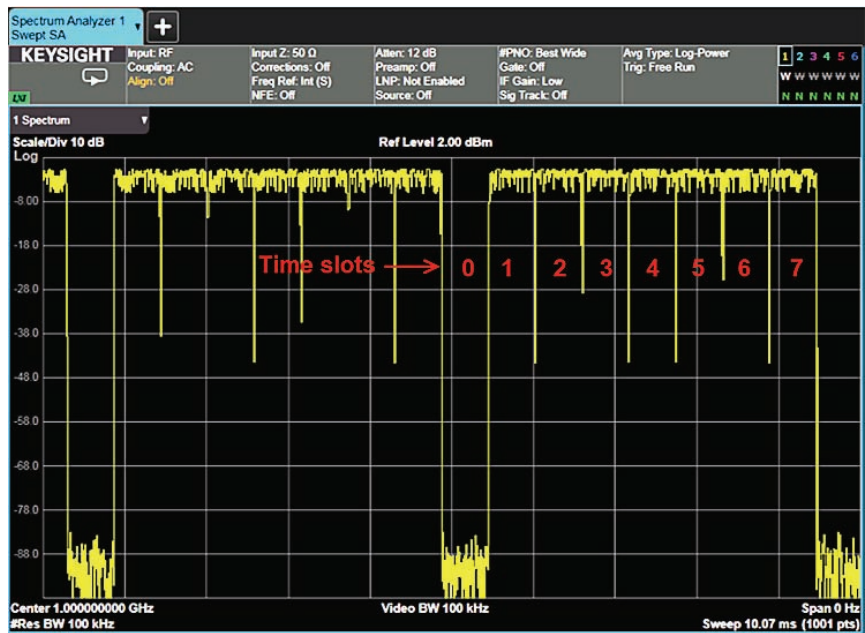 Spectrum Analyzer 1
Swept SA
KEYSIGHT Input: RF Input Z: 50 Ω Atten: 12 dB #PNO: Best Wide Avg Type: Log-Power 1 2 3 4 5 6
Coupling: AC Corrections: Off Preamp: Off Gate: Off Trig: Free Run
Align: Off Freq Ref: Int (S) LNP: Not Enabled IF Gain: Low W W W W W W
LXI NFE: Off Source: Off Sig Track: Off N N N N N N
1 Spectrum
Scale/Div 10 dB Ref Level 2.00 dBm
Log
-8.00
-18.0
Time slots 0 1 2 3 4 5 6 7
-28.0
-38.0
-48.0
-58.0
-68.0
-78.0
-88.0
Center 1.000000000 GHz Video BW 100 kHz Span 0 Hz
#Res BW 100 kHz Sweep 10.07 ms (1001 pts)